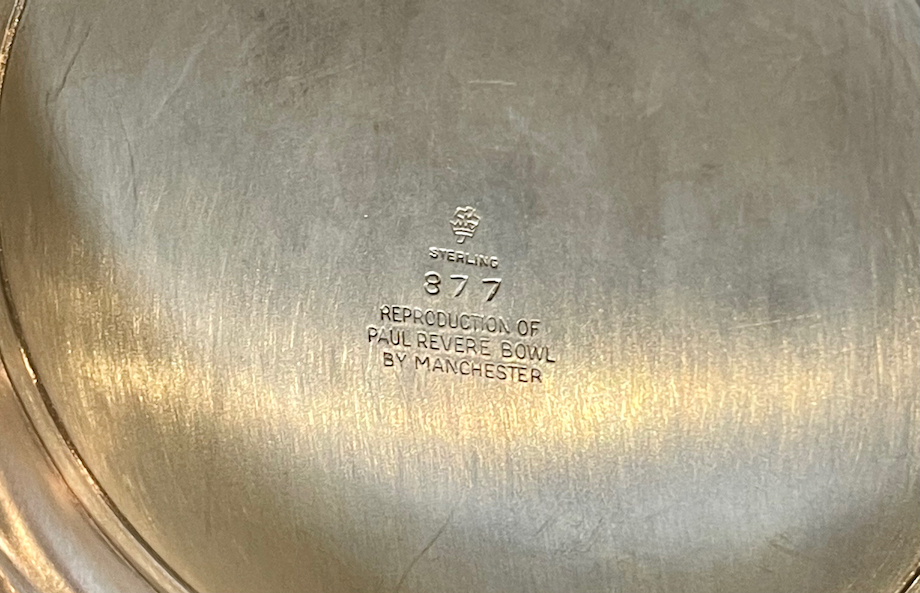 STERLING
877
REPRODUCTION OF
PAUL REVERE BOWL
BY MANCHESTER